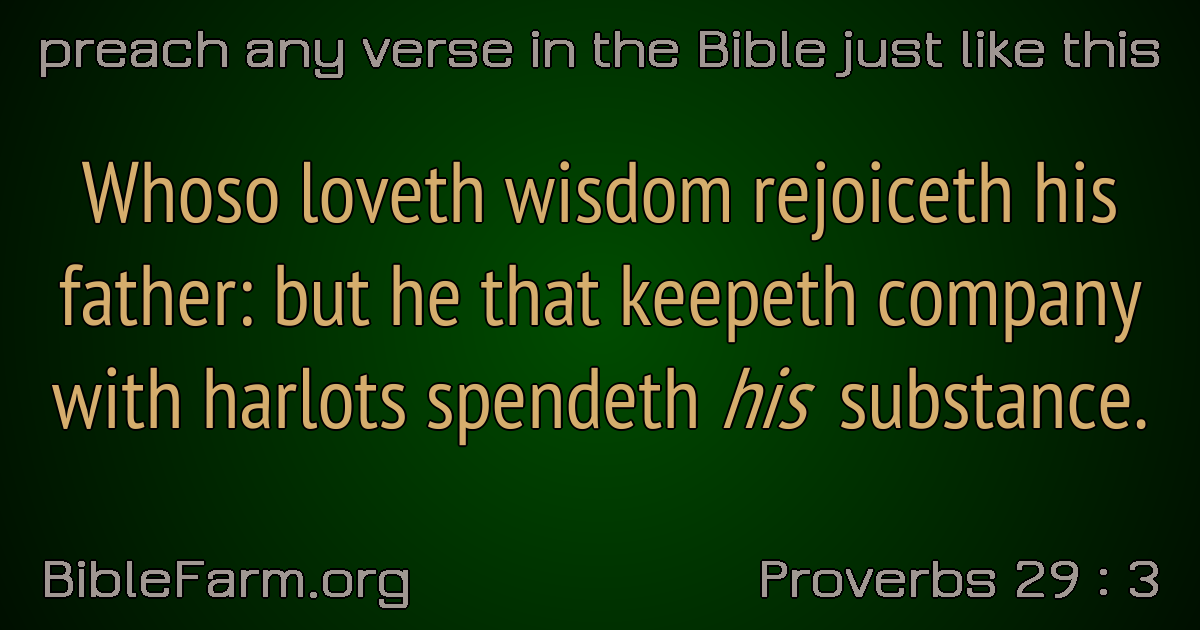 preach any verse in the Bible just like this
Whoso loveth wisdom rejoiceth his
father: but he that keepeth company
with harlots spendeth his substance.
BibleFarm.org
Proverbs 29 : 3